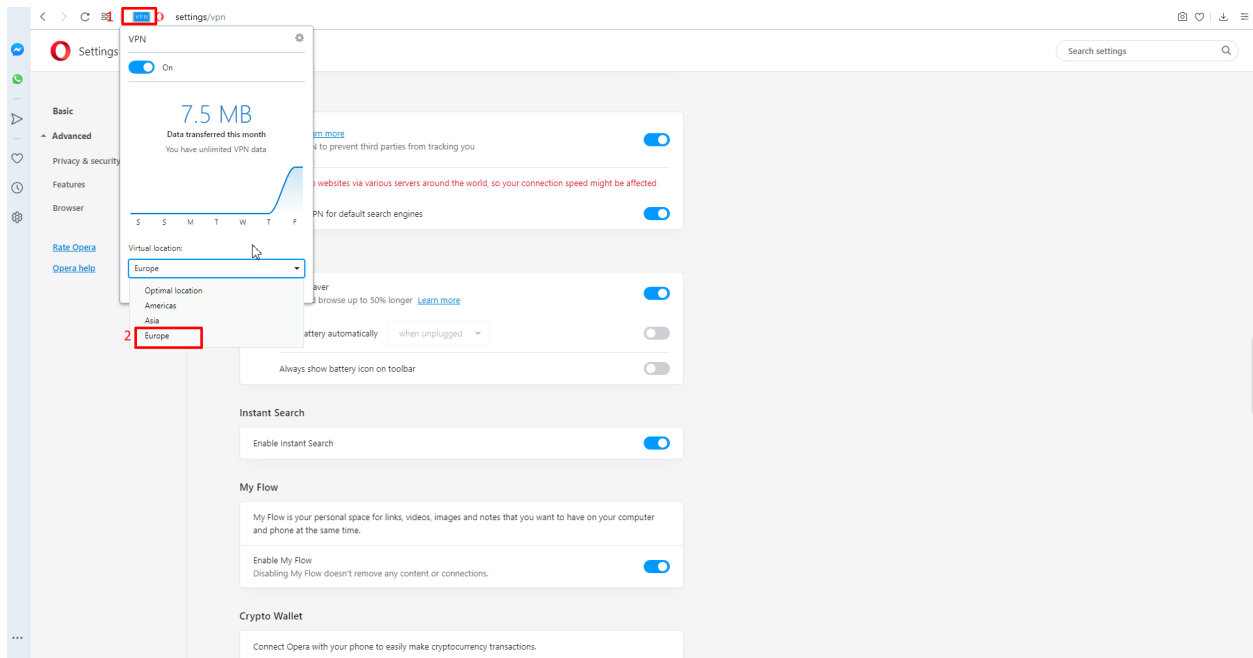 1
VPN
settings/vpn
Settings
Search settings
VPN
On
7.5 MB
Data transferred this month
You have unlimited VPN data
S S M T W T F
Virtual location:
Europe
Optimal location
Americas
Asia
2
Europe
Basic
Advanced
Privacy & security
Features
Browser
Rate Opera
Opera help
more
to prevent third parties from tracking you
websites via various servers around the world, so your connection speed might be affected
VPN for default search engines
browse up to 50% longer Learn more
automatically when unplugged
Always show battery icon on toolbar
Instant Search
Enable Instant Search
My Flow
My Flow is your personal space for links, videos, images and notes that you want to have on your computer
and phone at the same time.
Enable My Flow
Disabling My Flow doesn't remove any content or connections.
Crypto Wallet
Connect Opera with your phone to easily make cryptocurrency transactions.